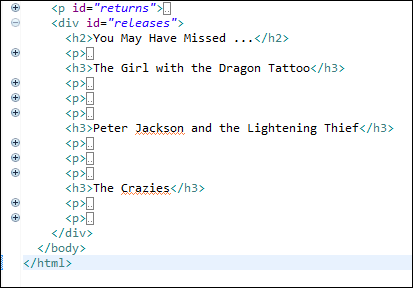 <p id="returns">..
<div id="releases">
<h2>You May Have Missed ...</h2>
<p>..
<h3>The Girl with the Dragon Tattoo</h3>
<p>..
<p>..
<p>..
<h3>Peter Jackson and the Lightening Thief</h3>
<p>..
<p>..
<p>..
<h3>The Crazies</h3>
<p>..
<p>..
</div>
</body>
</html>